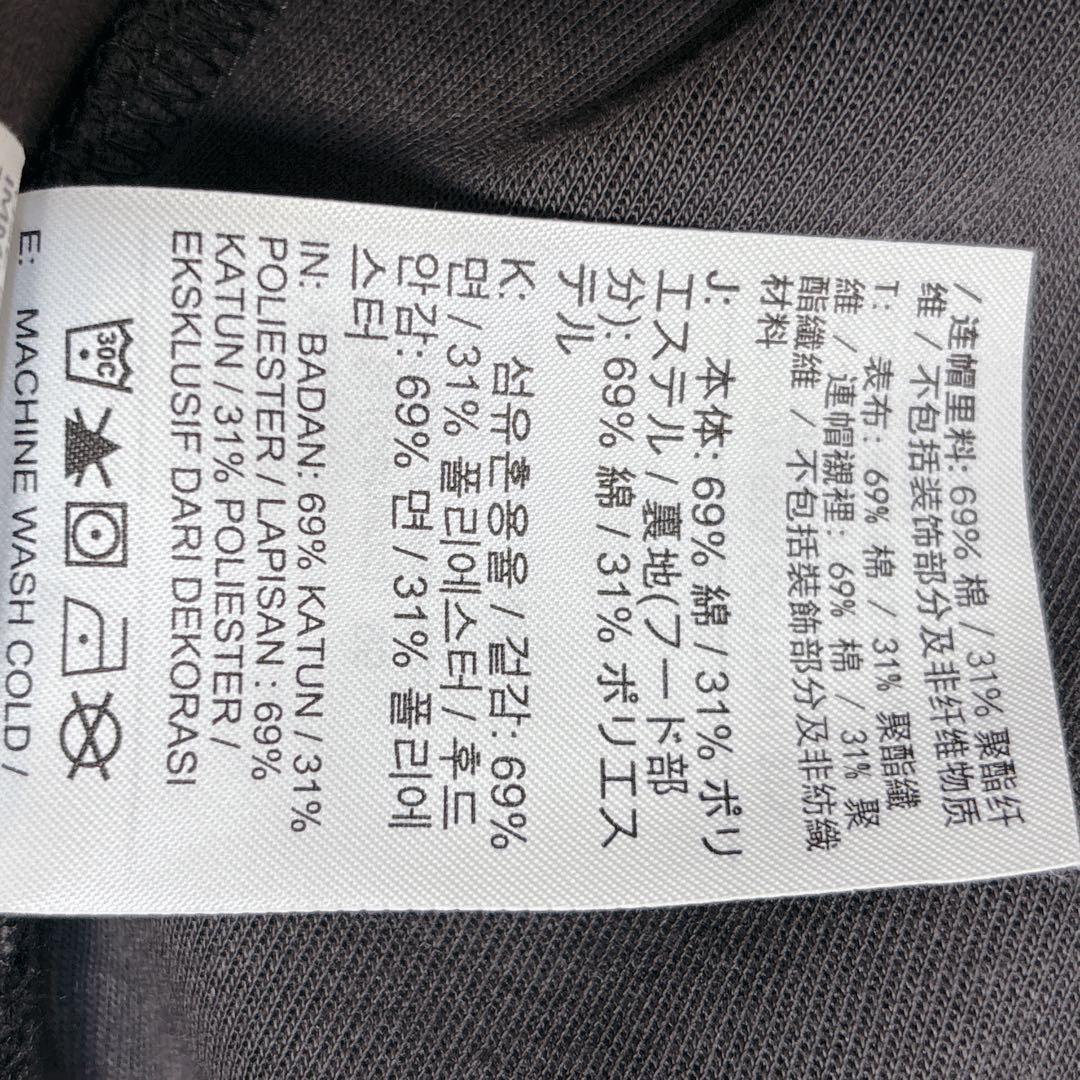 / 连帽里料: 69% 棉 / 31% 聚酯纤
维 / 不包括装饰部分及非纤维物质
T: 表布: 69% 棉 / 31% 聚酯纖
維 / 連帽襯裡: 69% 棉 / 31% 聚
酯纖維 / 不包括裝飾部分及非紡織
材料
J: 本体: 69% 綿 / 31% ポリ
エステル / 裏地(フード部
分): 69% 綿 / 31% ポリエス
テル
K: 섬유혼용율 / 겉감: 69%
면 / 31% 폴리에스터 / 후드
안감: 69% 면 / 31% 폴리에
스터
IN: BADAN: 69% KATUN / 31%
POLIESTER / LAPISAN : 69%
KATUN / 31% POLIESTER /
EKSKLUSIF DARI DEKORASI
30C
E: MACHINE WASH COLD /